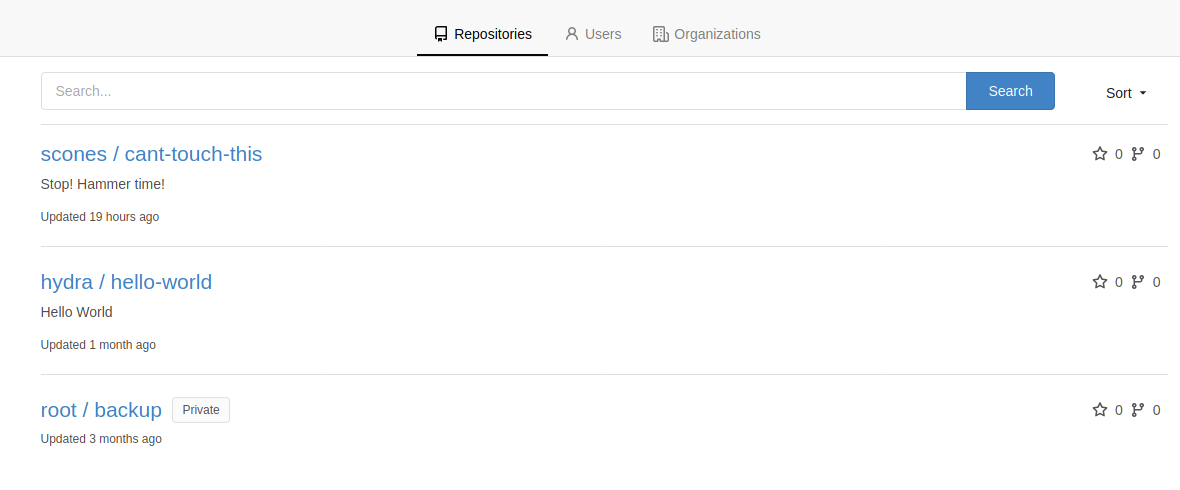 Repositories Users Organizations
Search... Search Sort
scones / cant-touch-this 0 0
Stop! Hammer time!
Updated 19 hours ago
hydra / hello-world 0 0
Hello World
Updated 1 month ago
root / backup Private 0 0
Updated 3 months ago